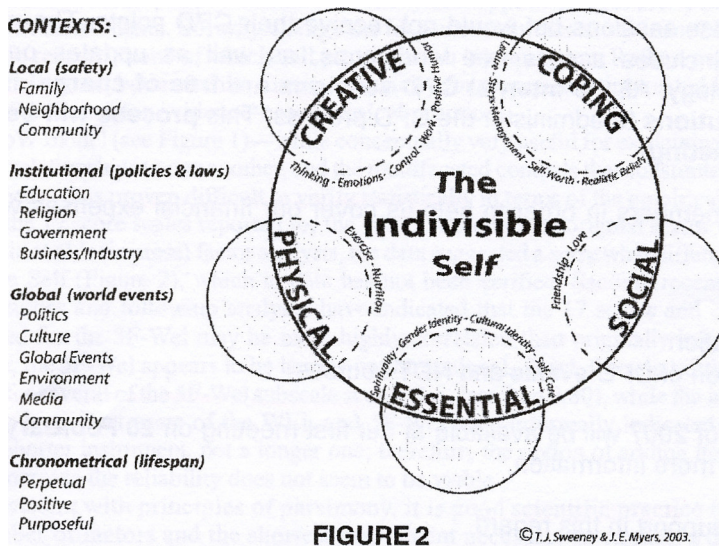 CONTEXTS:
Local (safety)
Family
Neighborhood
Community
Institutional (policies & laws)
Education
Religion
Government
Business/Industry
Global (world events)
Politics
Culture
Global Events
Environment
Media
Community
Chronometrical (lifespan)
Perpetual
Positive
Purposeful
CREATIVE
Thinking - Emotions - Control - Work - Positive Humor
COPING
Leisure - Stress Management - Self Worth - Realistic Beliefs
The
Indivisible
Self
PHYSICAL
Exercise - Nutrition
SOCIAL
Friendship - Love
ESSENTIAL
Spirituality - Gender Identity - Cultural Identity - Self Care
FIGURE 2
© T.J. Sweeney & J.E. Myers, 2003.